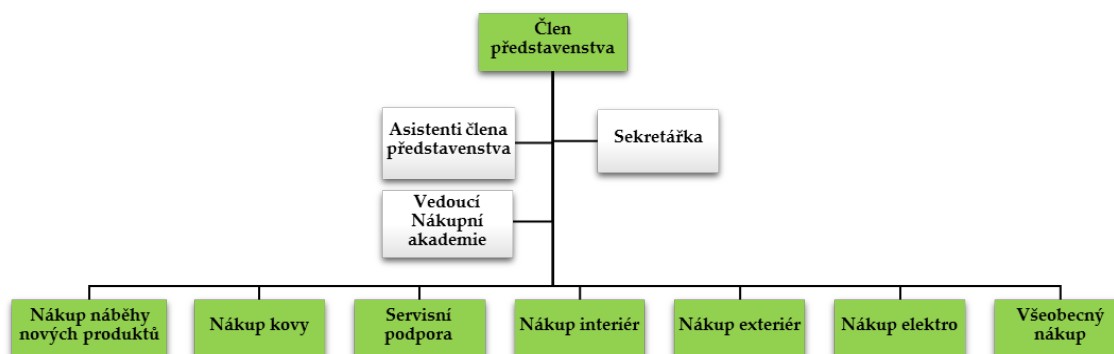 Člen
představenstva
Asistenti člena
představenstva
Sekretářka
Vedoucí
Nákupní
akademie
Nákup náběhy
nových produktů
Nákup kovy
Servisní
podpora
Nákup interiér
Nákup exteriér
Nákup elektro
Všeobecný
nákup